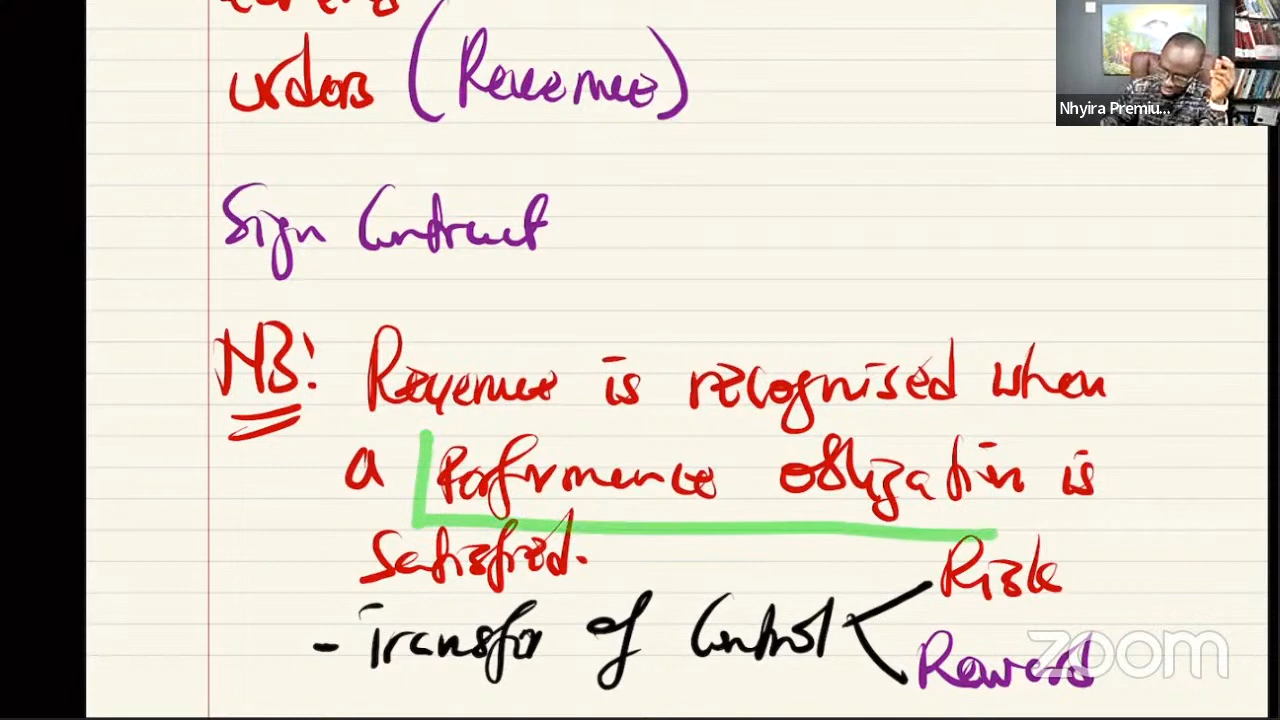 orders (Revenue)
Nhyira Premiu...
Sign Contract
NB: Revenue is recognised when
a Performance obligation is
satisfied.
- Transfer of Control < Risk
Reward
zoom